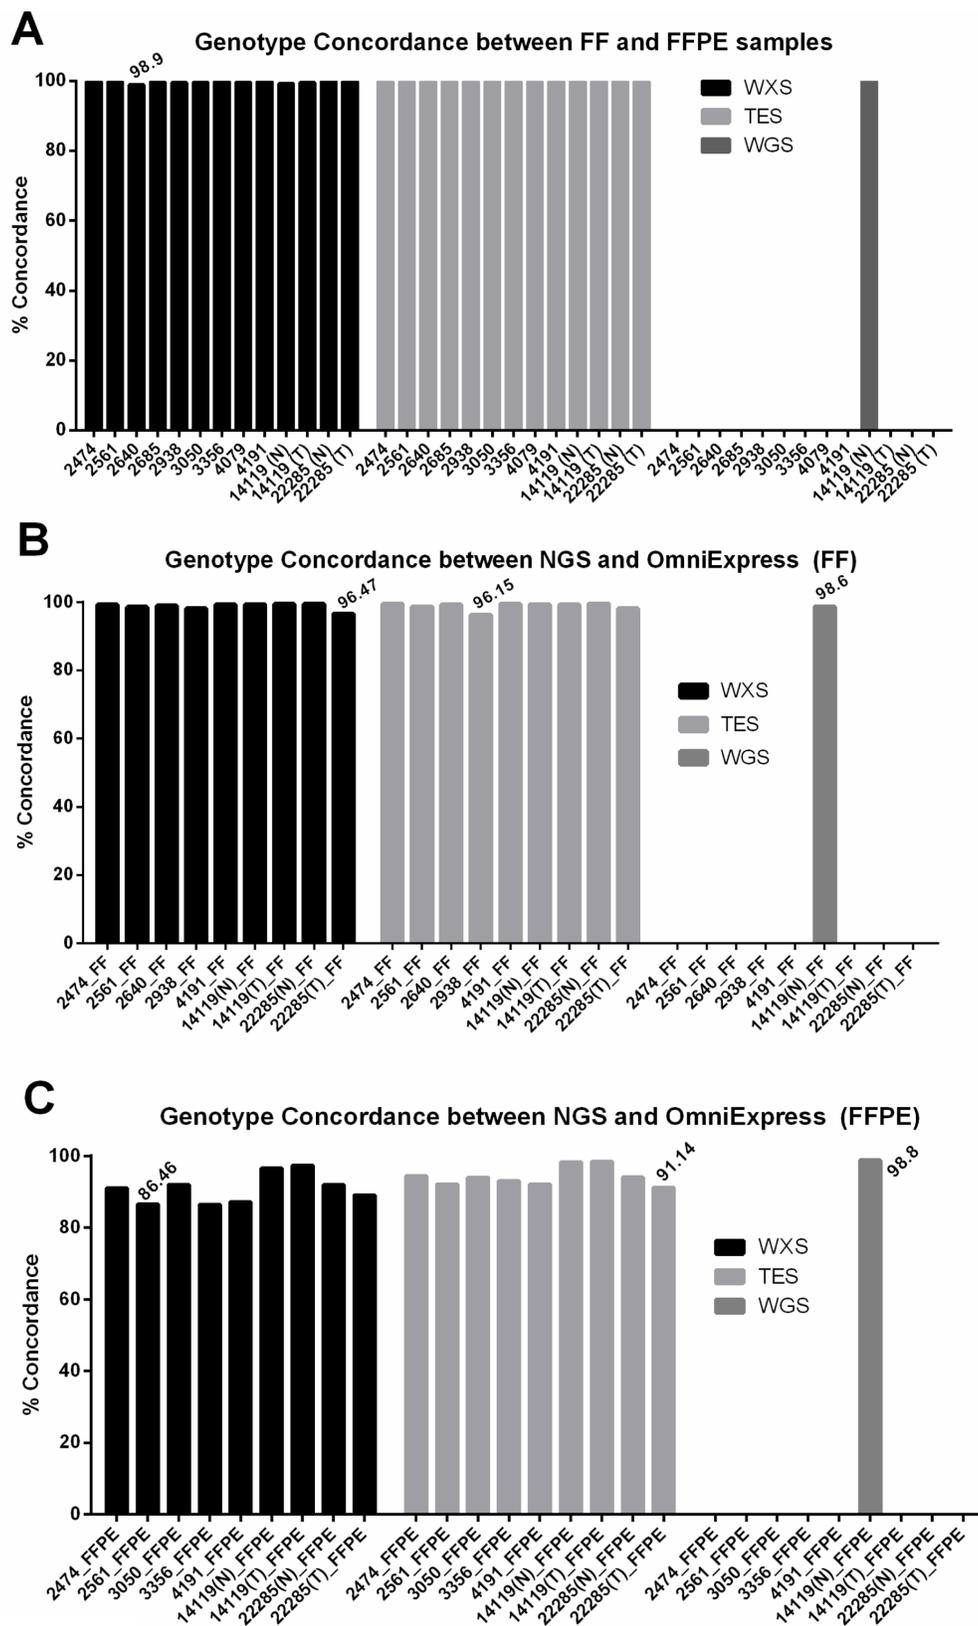 A
Genotype Concordance between FF and FFPE samples
98.9
% Concordance
100
80
60
40
20
0
WXS
TES
WGS
2474 2561 2640 2685 2938 3050 3356 4079 4191 14119 (N) 14119 (T) 22285 (N) 22285 (T)
2474 2561 2640 2685 2938 3050 3356 4079 4191 14119 (N) 14119 (T) 22285 (N) 22285 (T)
2474 2561 2640 2685 2938 3050 3356 4079 4191 14119 (N) 14119 (T) 22285 (N) 22285 (T)
B
Genotype Concordance between NGS and OmniExpress (FF)
96.47
96.15
98.6
% Concordance
100
80
60
40
20
0
WXS
TES
WGS
2474_FF 2561_FF 2640_FF 2938_FF 4191_FF 14119(N)_FF 14119(T)_FF 22285(N)_FF 22285(T)_FF
2474_FF 2561_FF 2640_FF 2938_FF 4191_FF 14119(N)_FF 14119(T)_FF 22285(N)_FF 22285(T)_FF
2474_FF 2561_FF 2640_FF 2938_FF 4191_FF 14119(N)_FF 14119(T)_FF 22285(N)_FF 22285(T)_FF
C
Genotype Concordance between NGS and OmniExpress (FFPE)
86.46
91.14
98.8
% Concordance
100
80
60
40
20
0
WXS
TES
WGS
2474_FFPE 2561_FFPE 3050_FFPE 3356_FFPE 4191_FFPE 14119(N)_FFPE 14119(T)_FFPE 22285(N)_FFPE 22285(T)_FFPE
2474_FFPE 2561_FFPE 3050_FFPE 3356_FFPE 4191_FFPE 14119(N)_FFPE 14119(T)_FFPE 22285(N)_FFPE 22285(T)_FFPE
2474_FFPE 2561_FFPE 3050_FFPE 3356_FFPE 4191_FFPE 14119(N)_FFPE 14119(T)_FFPE 22285(N)_FFPE 22285(T)_FFPE